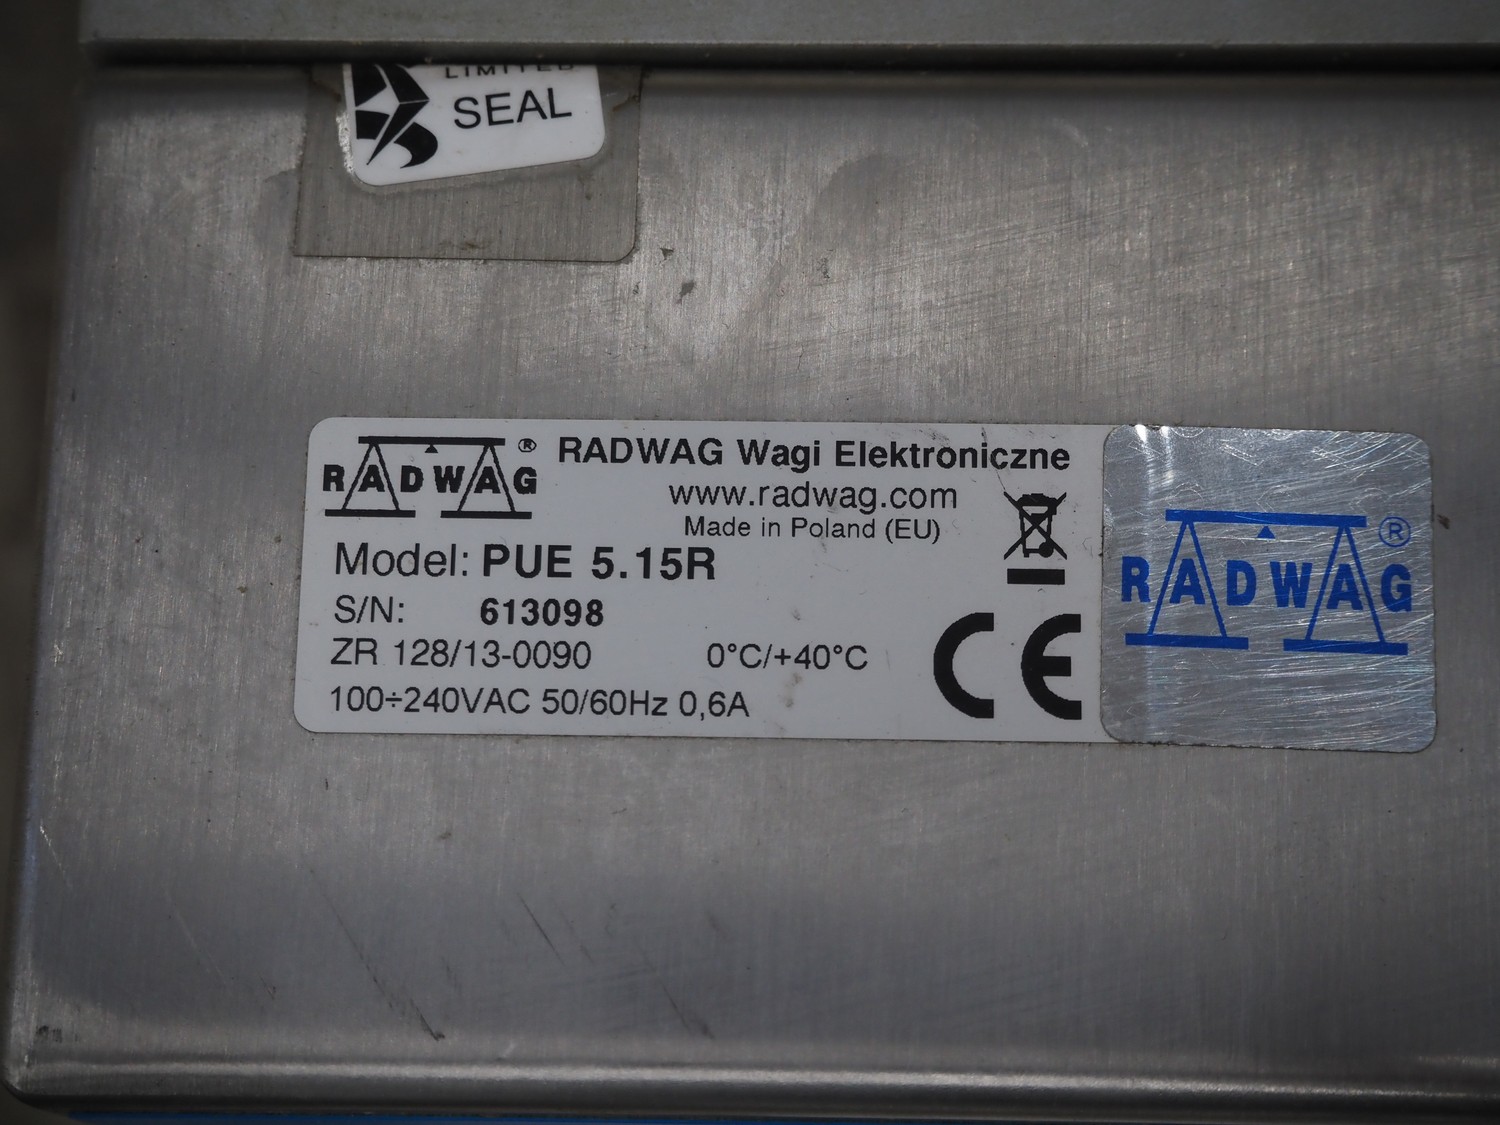 LIMITED
SEAL
RADWAG®
RADWAG Wagi Elektroniczne
www.radwag.com
Made in Poland (EU)
Model: PUE 5.15R
S/N: 613098
ZR 128/13-0090 0°C/+40°C
100÷240VAC 50/60Hz 0,6A
CE
RADWAG®